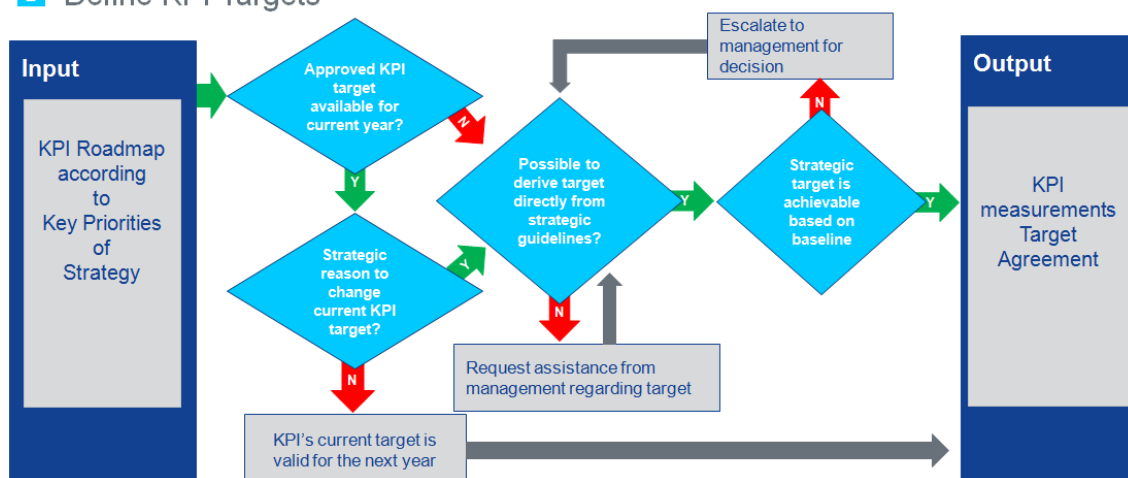 Define KPI Targets
Input
KPI Roadmap
according
to
Key Priorities
of
Strategy
Approved KPI
target
available for
current year?
N
Y
Strategic
reason to
change
current KPI
target?
Y
N
KPI's current target is
valid for the next year
Possible to
derive target
directly from
strategic
guidelines?
Y
N
Request assistance from
management regarding target
Escalate to
management for
decision
N
Strategic
target is
achievable
based on
baseline
Y
Output
KPI
measurements
Target
Agreement